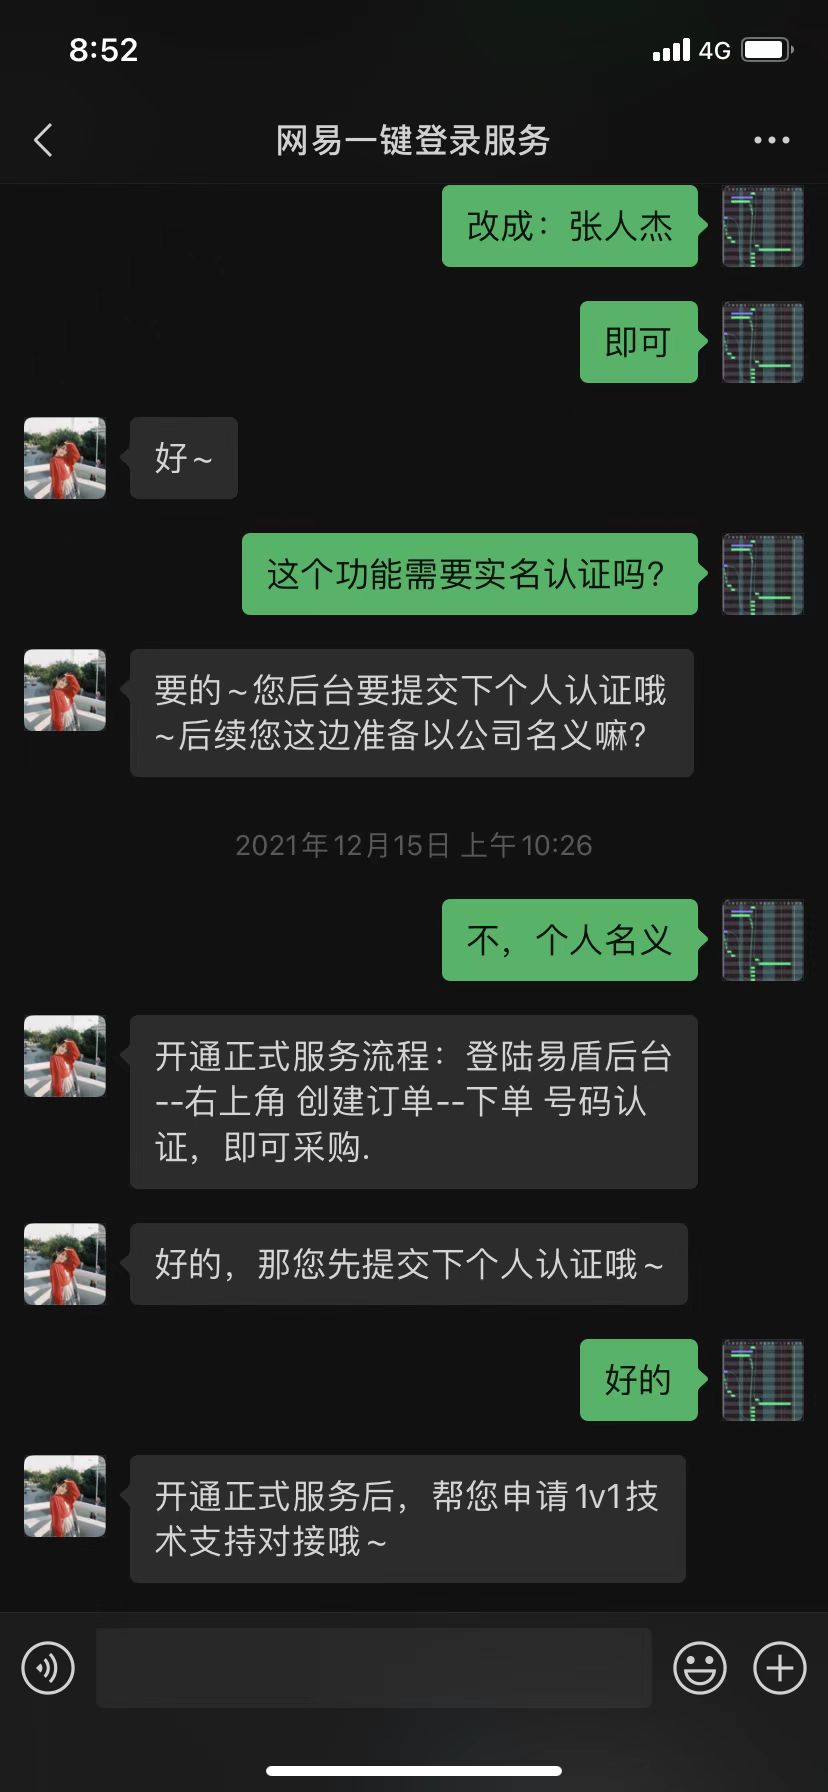 8:52
4G
网易一键登录服务
改成：张人杰
即可
好~
这个功能需要实名认证吗？
要的~您后台要提交下个人认证哦
~后续您这边准备以公司名义嘛？
2021年12月15日 上午10:26
不，个人名义
开通正式服务流程：登陆易盾后台
--右上角 创建订单--下单 号码认
证，即可采购.
好的，那您先提交下个人认证哦~
好的
开通正式服务后，帮您申请1v1技
术支持对接哦~